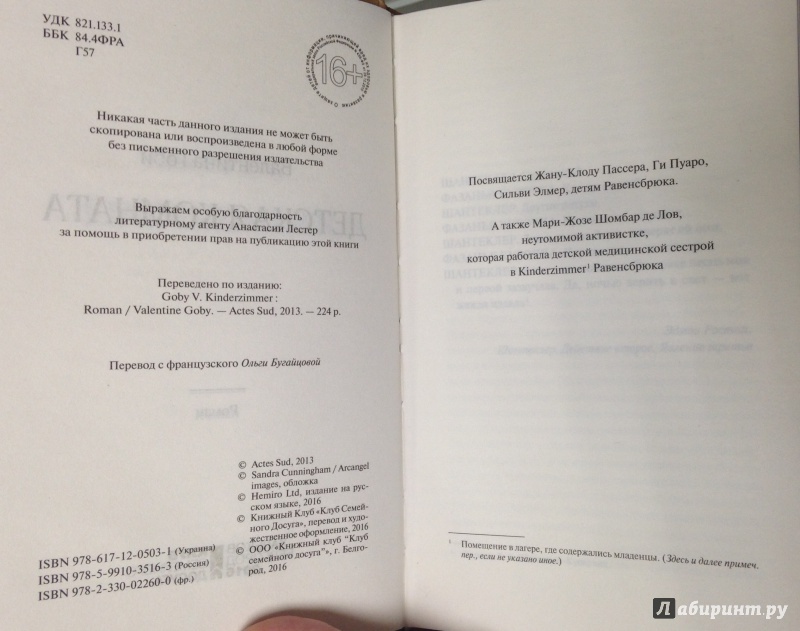 УДК 821.133.1
ББК 84.4ФРА
Г57
16+
Никакая часть данного издания не может быть
скопирована или воспроизведена в любой форме
без письменного разрешения издательства
Выражаем особую благодарность
литературному агенту Анастасии Лестер
за помощь в приобретении прав на публикацию этой книги
Переведено по изданию:
Goby V. Kinderzimmer :
Roman / Valentine Goby. — Actes Sud, 2013. — 224 p.
Перевод с французского Ольги Бугайцовой
© Actes Sud, 2013
© Sandra Cunningham / Arcangel
images, обложка
© Hemiro Ltd, издание на рус-
ском языке, 2016
© Книжный Клуб «Клуб Семей-
ного Досуга», перевод и худо-
жественное оформление, 2016
© ООО «Книжный клуб "Клуб
семейного досуга"», г. Белго-
род, 2016
ISBN 978-617-12-0503-1 (Украина)
ISBN 978-5-9910-3516-3 (Россия)
ISBN 978-2-330-02260-0 (фр.)
Посвящается Жану-Клоду Пассера, Ги Пуаро,
Сильви Элмер, детям Равенсбрюка.
А также Мари-Жозе Шомбар де Лов,
неутомимой активистке,
которая работала детской медицинской сестрой
в Kinderzimmer¹ Равенсбрюка
¹ Помещение в лагере, где содержались младенцы. (Здесь и далее примеч.
пер., если не указано иное.)
Лабиринт.ру